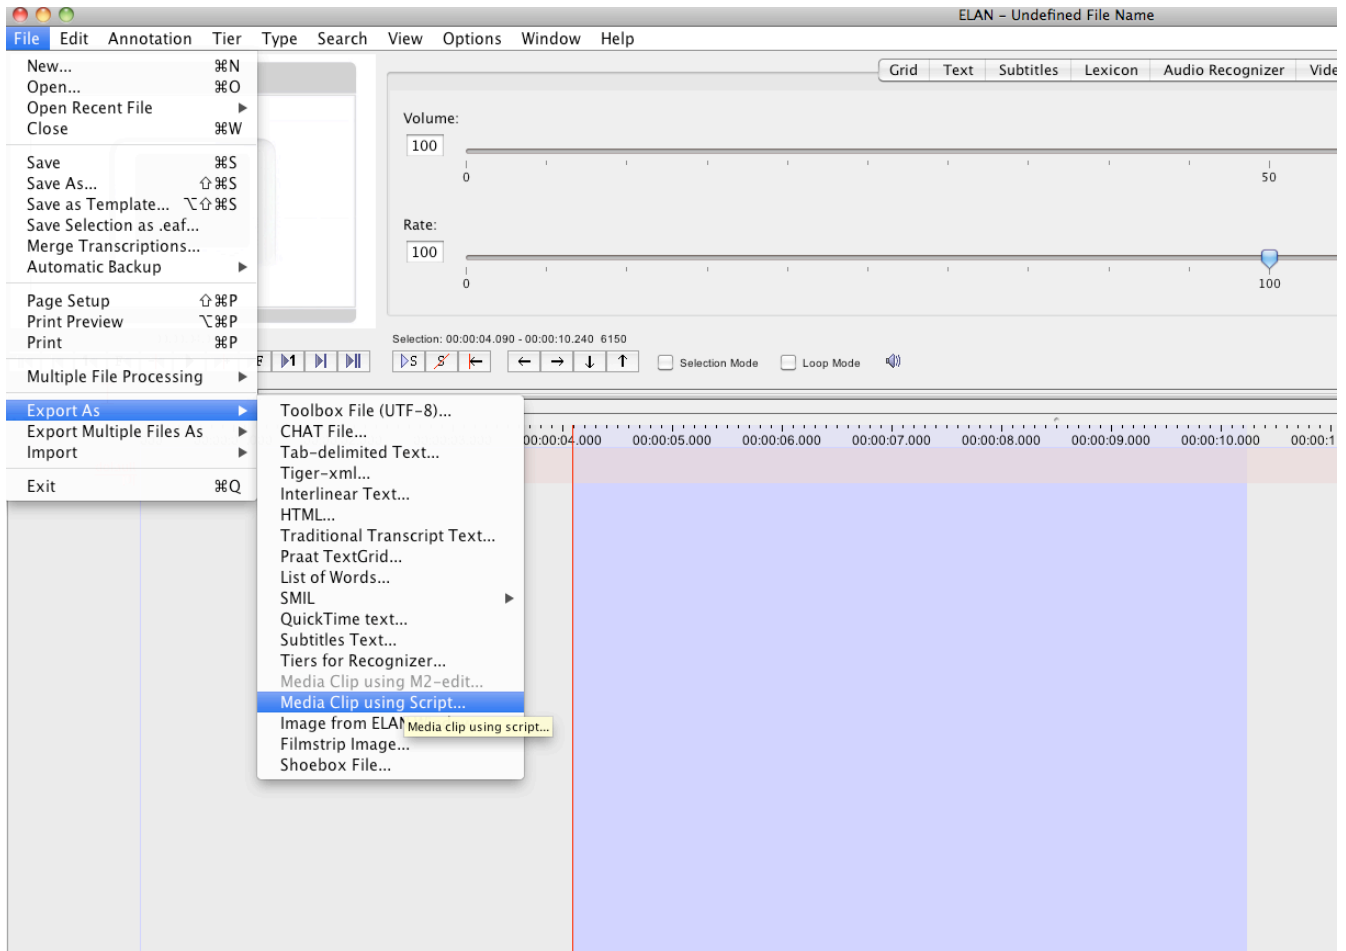 ELAN - Undefined File Name
File Edit Annotation Tier Type Search View Options Window Help
New... ⌘N
Open... ⌘O
Open Recent File ▶
Close ⌘W
Save ⌘S
Save As... ⇧⌘S
Save as Template... ⌥⇧⌘S
Save Selection as .eaf...
Merge Transcriptions...
Automatic Backup ▶
Page Setup ⇧⌘P
Print Preview ⌥⌘P
Print ⌘P
Multiple File Processing ▶
Export As ▶
Export Multiple Files As ▶
Import ▶
Exit ⌘Q
Grid Text Subtitles Lexicon Audio Recognizer Vide
Volume:
100
0 50
Rate:
100
0 100
Selection: 00:00:04.090 - 00:00:10.240 6150
F ▷1 S S Selection Mode Loop Mode
00:00:04.000 00:00:05.000 00:00:06.000 00:00:07.000 00:00:08.000 00:00:09.000 00:00:10.000 00:00:1
Toolbox File (UTF-8)...
CHAT File...
Tab-delimited Text...
Tiger-xml...
Interlinear Text...
HTML...
Traditional Transcript Text...
Praat TextGrid...
List of Words...
SMIL ▶
QuickTime text...
Subtitles Text...
Tiers for Recognizer...
Media Clip using M2-edit...
Media Clip using Script...
Image from ELAN
Media clip using script...
Filmstrip Image...
Shoebox File...